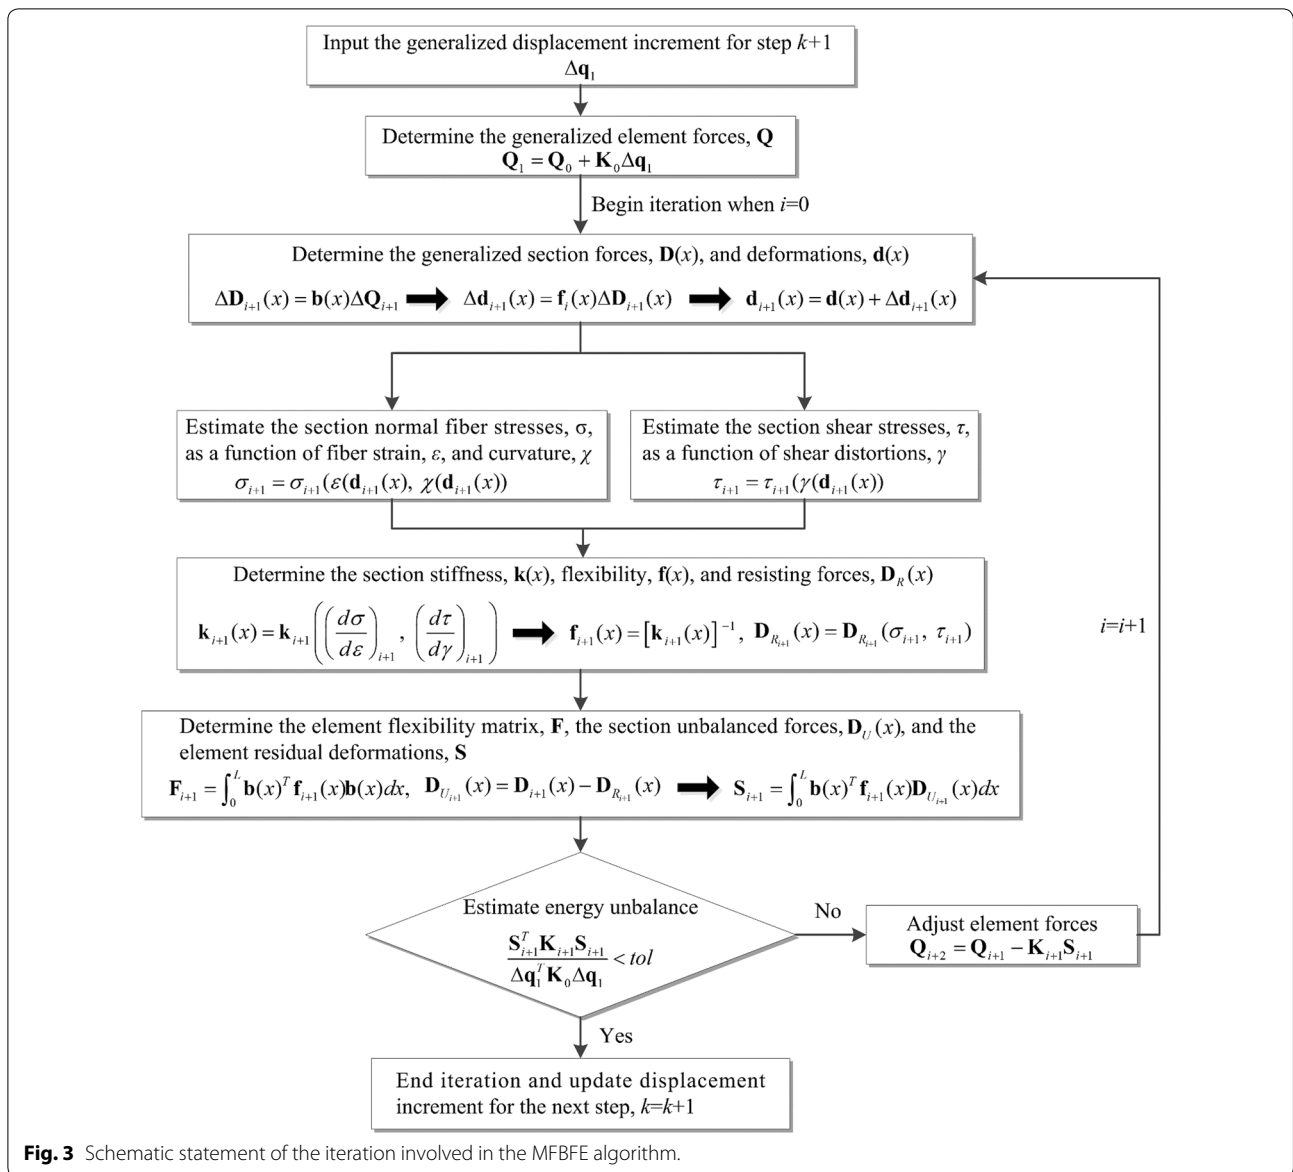 Input the generalized displacement increment for step k+1
Δq₁
Determine the generalized element forces, Q
Q₁ = Q₀ + K₀Δq₁
Begin iteration when i=0
Determine the generalized section forces, D(x), and deformations, d(x)
ΔD_{i+1}(x) = b(x)ΔQ_{i+1} ➡ Δd_{i+1}(x) = f_i(x)ΔD_{i+1}(x) ➡ d_{i+1}(x) = d(x) + Δd_{i+1}(x)
Estimate the section normal fiber stresses, σ,
as a function of fiber strain, ε, and curvature, χ
σ_{i+1} = σ_{i+1}(ε(d_{i+1}(x), χ(d_{i+1}(x))
Estimate the section shear stresses, τ,
as a function of shear distortions, γ
τ_{i+1} = τ_{i+1}(γ(d_{i+1}(x))
Determine the section stiffness, k(x), flexibility, f(x), and resisting forces, D_R(x)
k_{i+1}(x) = k_{i+1}((dσ/dε)_{i+1}, (dτ/dγ)_{i+1}) ➡ f_{i+1}(x) = [k_{i+1}(x)]⁻¹, D_{R_{i+1}}(x) = D_{R_{i+1}}(σ_{i+1}, τ_{i+1})
i=i+1
Determine the element flexibility matrix, F, the section unbalanced forces, D_U(x), and the
element residual deformations, S
F_{i+1} = ∫₀^L b(x)^T f_{i+1}(x)b(x)dx, D_{U_{i+1}}(x) = D_{i+1}(x) − D_{R_{i+1}}(x) ➡ S_{i+1} = ∫₀^L b(x)^T f_{i+1}(x)D_{U_{i+1}}(x)dx
Estimate energy unbalance
S_{i+1}^T K_{i+1} S_{i+1} / Δq₁^T K₀Δq₁ < tol
No
Adjust element forces
Q_{i+2} = Q_{i+1} − K_{i+1}S_{i+1}
Yes
End iteration and update displacement
increment for the next step, k=k+1
Fig. 3 Schematic statement of the iteration involved in the MFBFE algorithm.